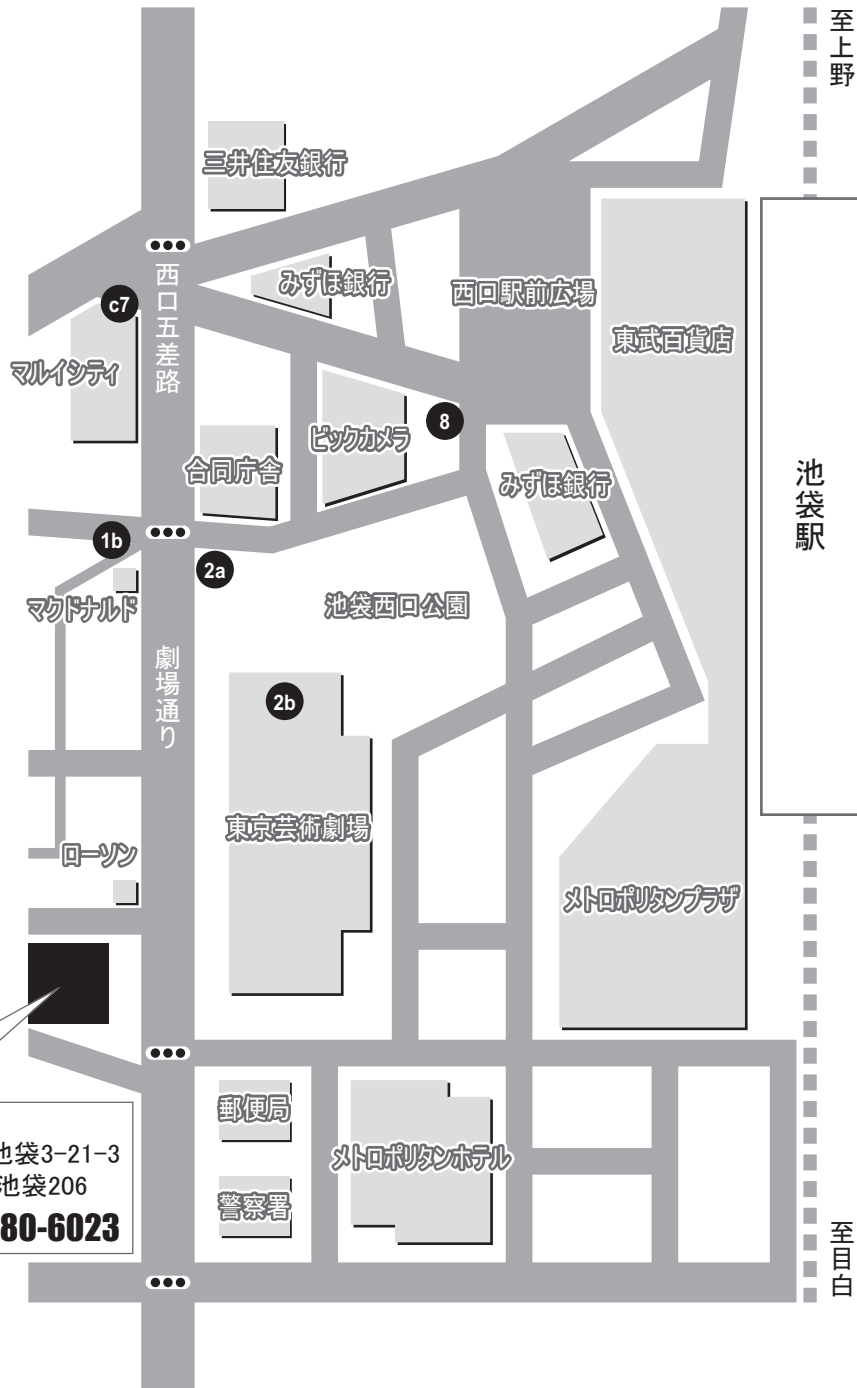 至上野
三井住友銀行
みずほ銀行
西口駅前広場
c7
西口五差路
東武百貨店
マルイシティ
8
ビックカメラ
合同庁舎
みずほ銀行
池袋駅
1b
2a
マクドナルド
池袋西口公園
劇場通り
2b
東京芸術劇場
ローソン
メトロポリタンプラザ
郵便局
池袋3-21-3
メトロポリタンホテル
池袋206
警察署
80-6023
至目白